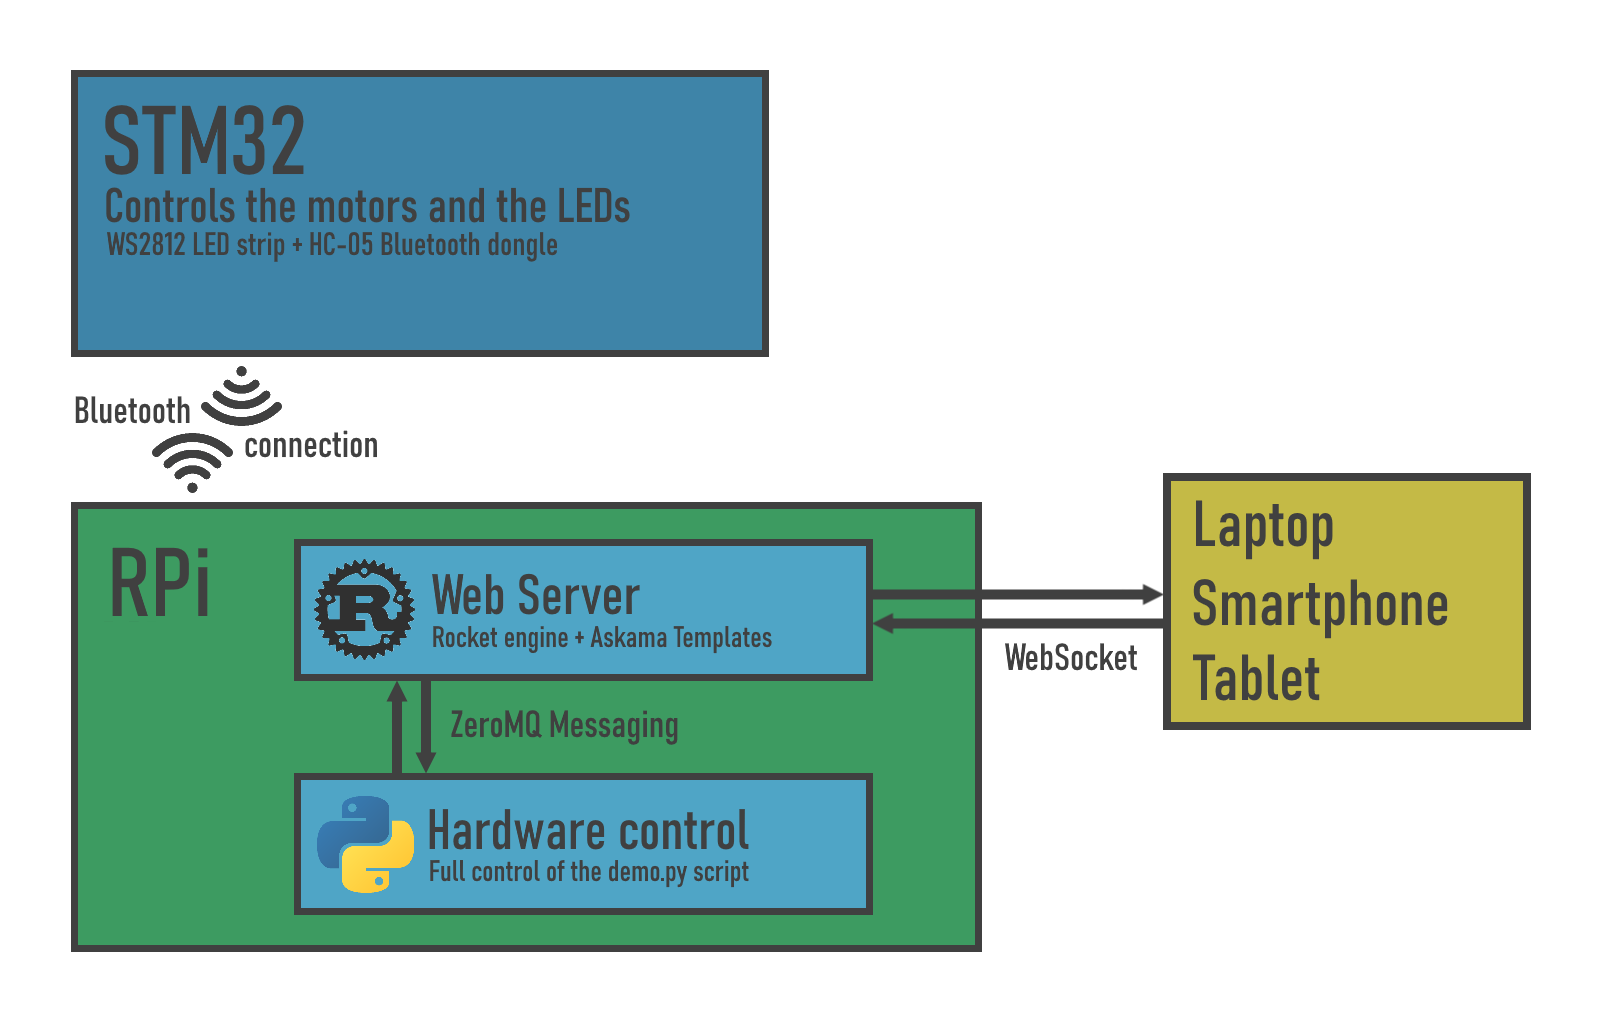 STM32
Controls the motors and the LEDs
WS2812 LED strip + HC-05 Bluetooth dongle
Bluetooth
connection
RPi
R
Web Server
Rocket engine + Askama Templates
ZeroMQ Messaging
Hardware control
Full control of the demo.py script
WebSocket
Laptop
Smartphone
Tablet